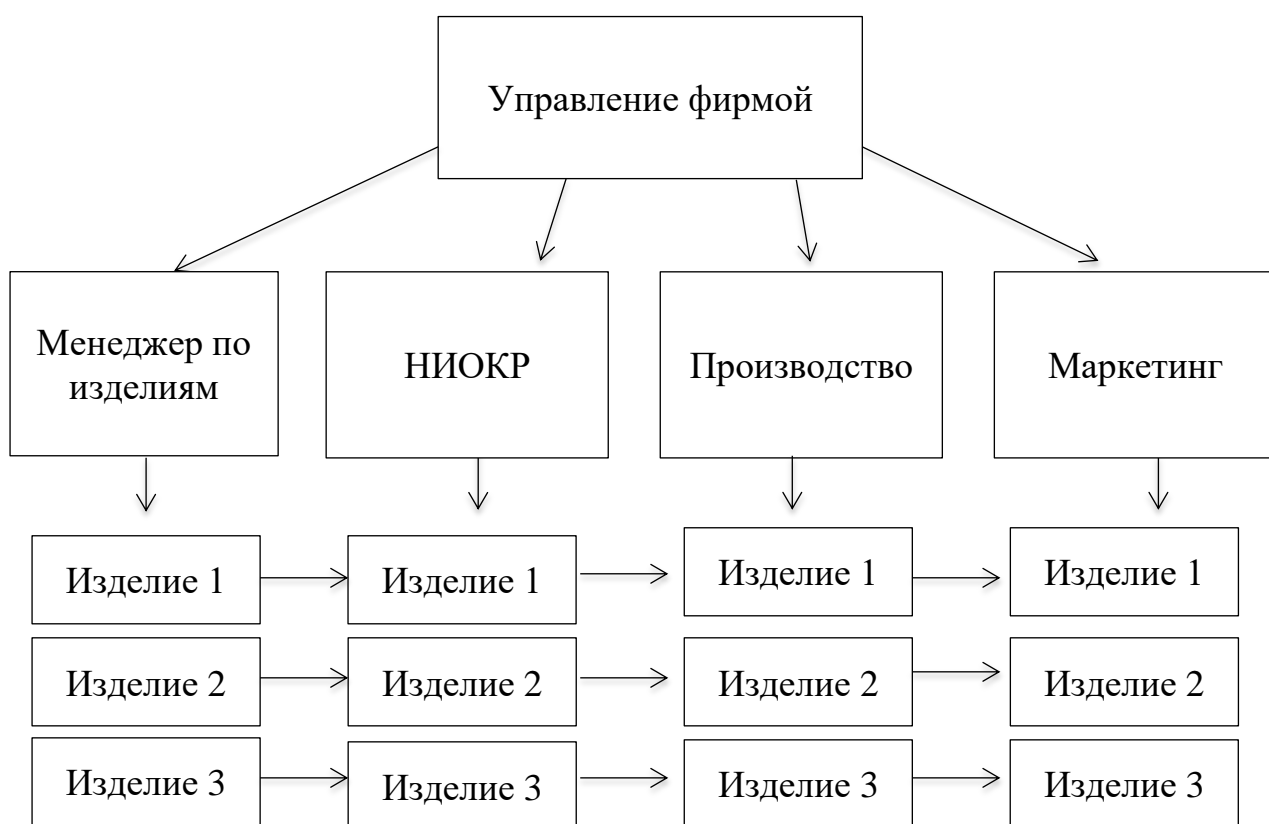 Управление фирмой
Менеджер по
изделиям
НИОКР
Производство
Маркетинг
Изделие 1
Изделие 1
Изделие 1
Изделие 1
Изделие 2
Изделие 2
Изделие 2
Изделие 2
Изделие 3
Изделие 3
Изделие 3
Изделие 3